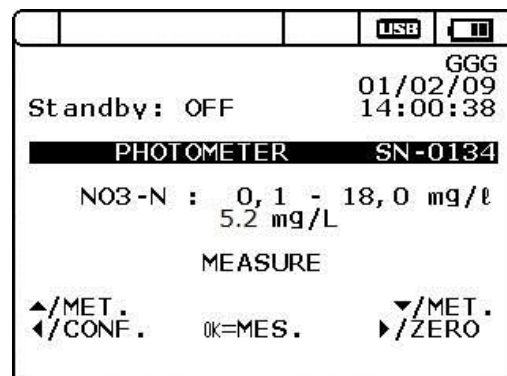 USB
GGG
01/02/09
Standby: OFF 14:00:38
PHOTOMETER SN-0134
NO3-N : 0,1 - 18,0 mg/ℓ
5.2 mg/L
MEASURE
▲/MET. ▼/MET.
◀/CONF. OK=MES. ▶/ZERO